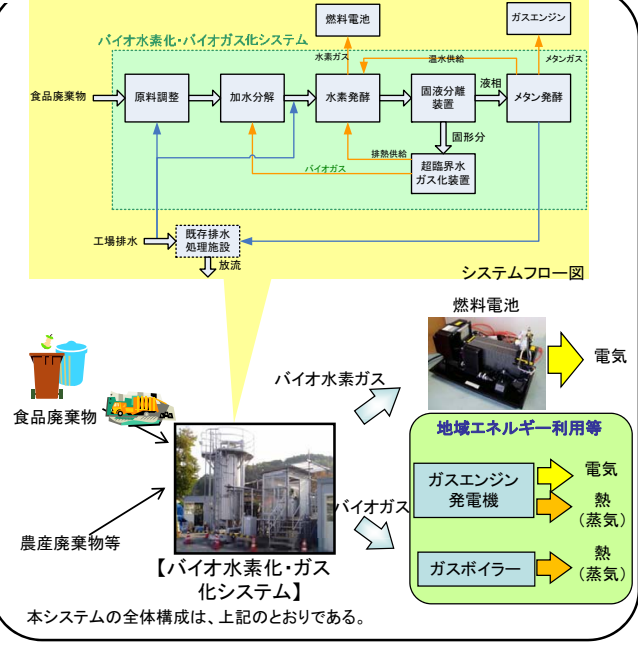 燃料電池
ガスエンジン
バイオ水素化・バイオガス化システム
水素ガス
温水供給
メタンガス
食品廃棄物
原料調整
加水分解
水素発酵
固液分離
装置
液相
メタン発酵
固形分
排熱供給
バイオガス
超臨界水
ガス化装置
工場排水
既存排水
処理施設
放流
システムフロー図
燃料電池
電気
バイオ水素ガス
食品廃棄物
地域エネルギー利用等
ガスエンジン
発電機
電気
熱
(蒸気)
バイオガス
農産廃棄物等
ガスボイラー
熱
(蒸気)
【バイオ水素化・ガス
化システム】
本システムの全体構成は、上記のとおりである。